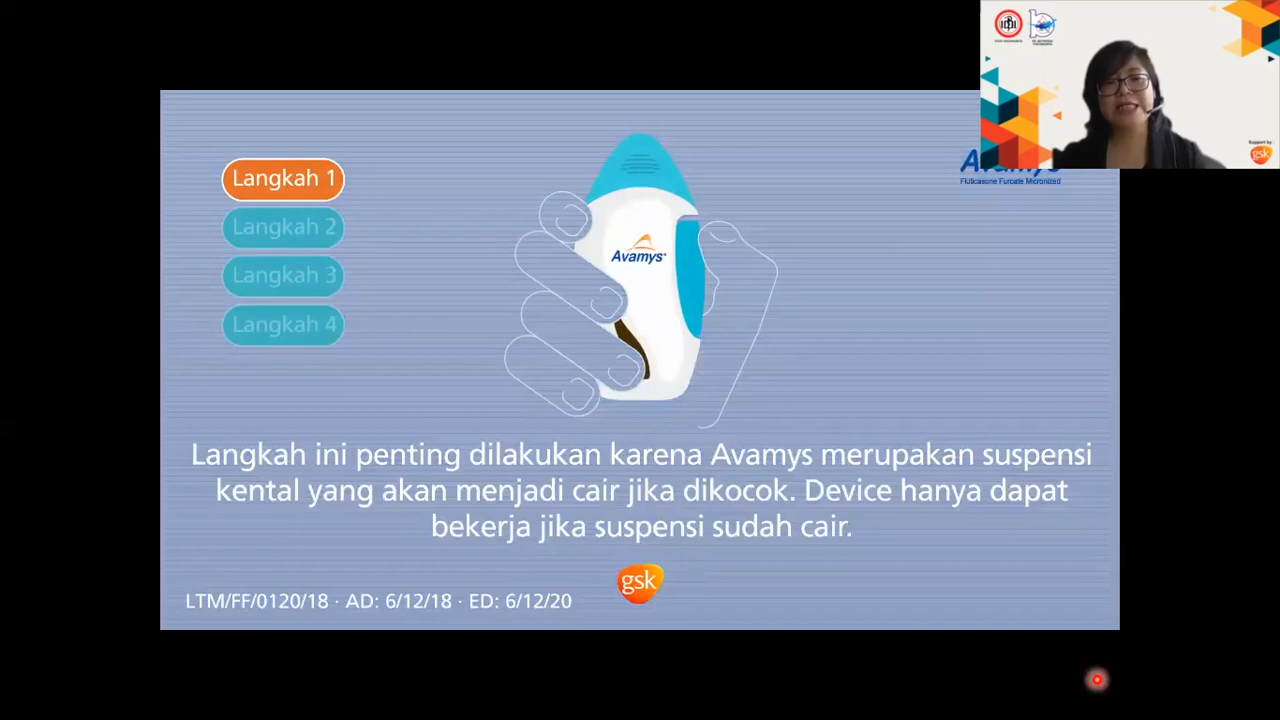 Support by :
gsk
Avamys
Fluticasone Furoate Micronized
Langkah 1
Langkah 2
Langkah 3
Langkah 4
Avamys
Langkah ini penting dilakukan karena Avamys merupakan suspensi
kental yang akan menjadi cair jika dikocok. Device hanya dapat
bekerja jika suspensi sudah cair.
gsk
LTM/FF/0120/18 · AD: 6/12/18 · ED: 6/12/20